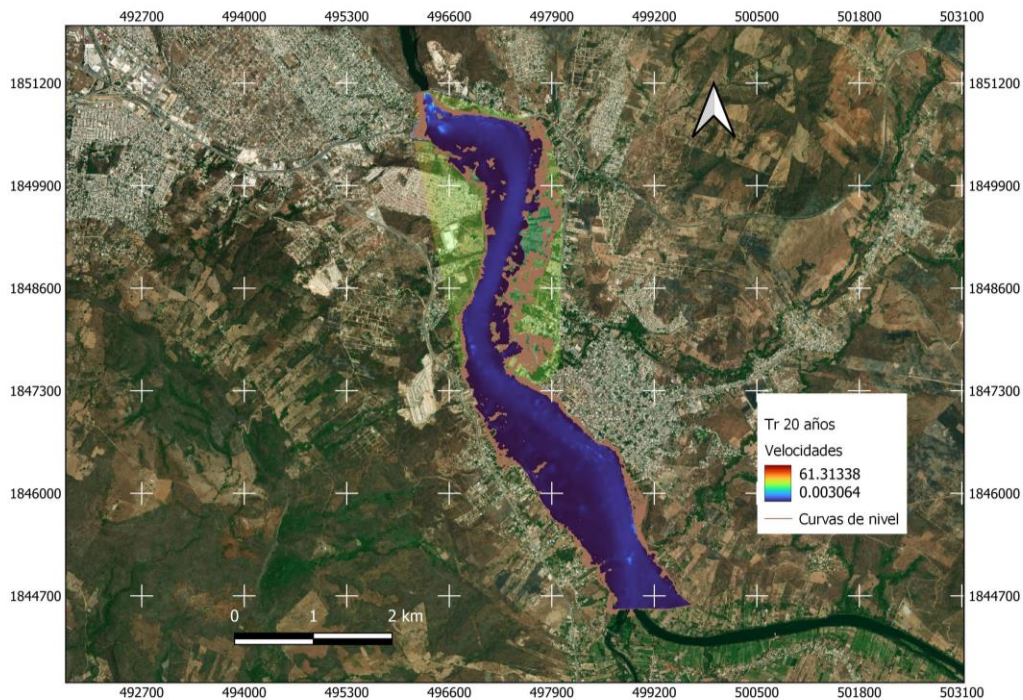 492700 494000 495300 496600 497900 499200 500500 501800 503100
1851200 1851200
1849900 1849900
1848600 1848600
1847300 1847300
Tr 20 años
Velocidades
61.31338
0.003064
Curvas de nivel
1846000 1846000
1844700 1844700
0 1 2 km
492700 494000 495300 496600 497900 499200 500500 501800 503100